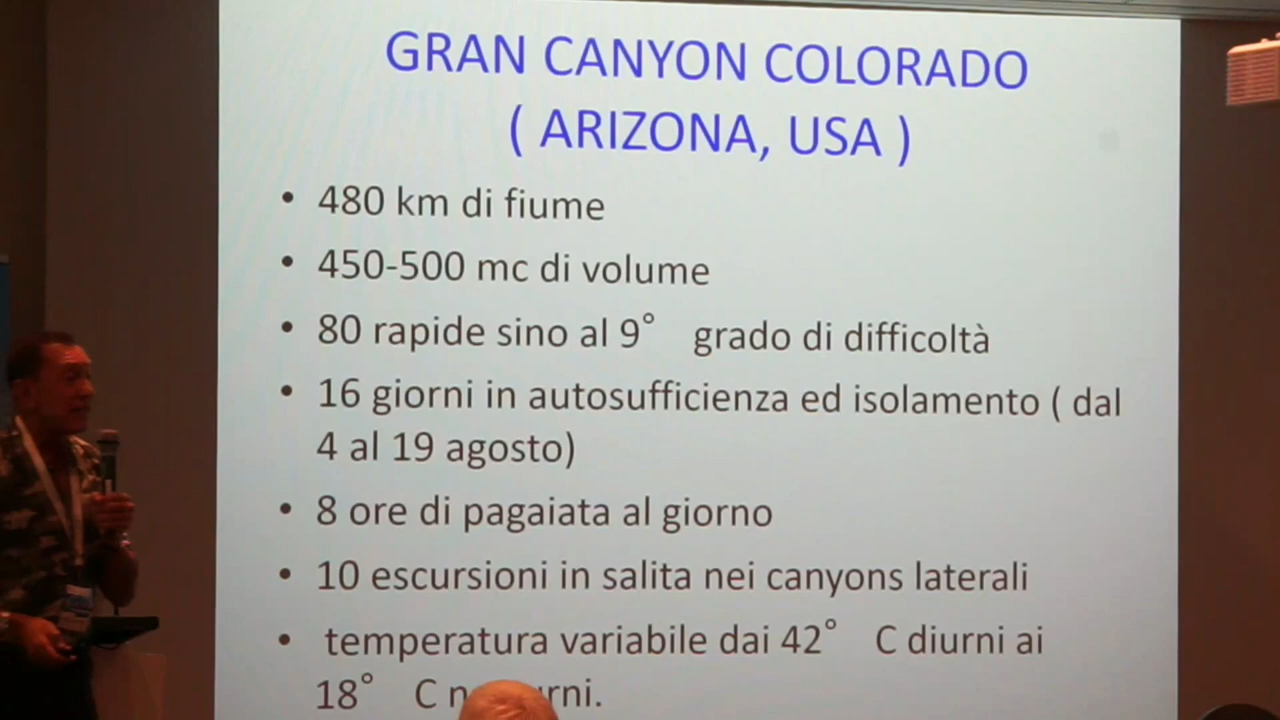 GRAN CANYON COLORADO
( ARIZONA, USA )
• 480 km di fiume
• 450-500 mc di volume
• 80 rapide sino al 9° grado di difficoltà
• 16 giorni in autosufficienza ed isolamento ( dal
4 al 19 agosto)
• 8 ore di pagaiata al giorno
• 10 escursioni in salita nei canyons laterali
• temperatura variabile dai 42° C diurni ai
18° C